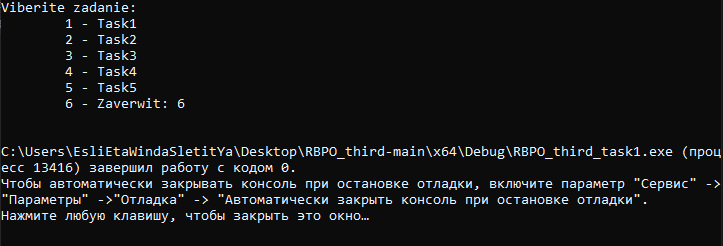 Viberite zadanie:
1 - Task1
2 - Task2
3 - Task3
4 - Task4
5 - Task5
6 - Zaverwit: 6
C:\Users\EsliEtaWindaSletitYa\Desktop\RBPO_third-main\x64\Debug\RBPO_third_task1.exe (проц
есс 13416) завершил работу с кодом 0.
Чтобы автоматически закрывать консоль при остановке отладки, включите параметр "Сервис" ->
"Параметры" ->"Отладка" -> "Автоматически закрыть консоль при остановке отладки".
Нажмите любую клавишу, чтобы закрыть это окно…